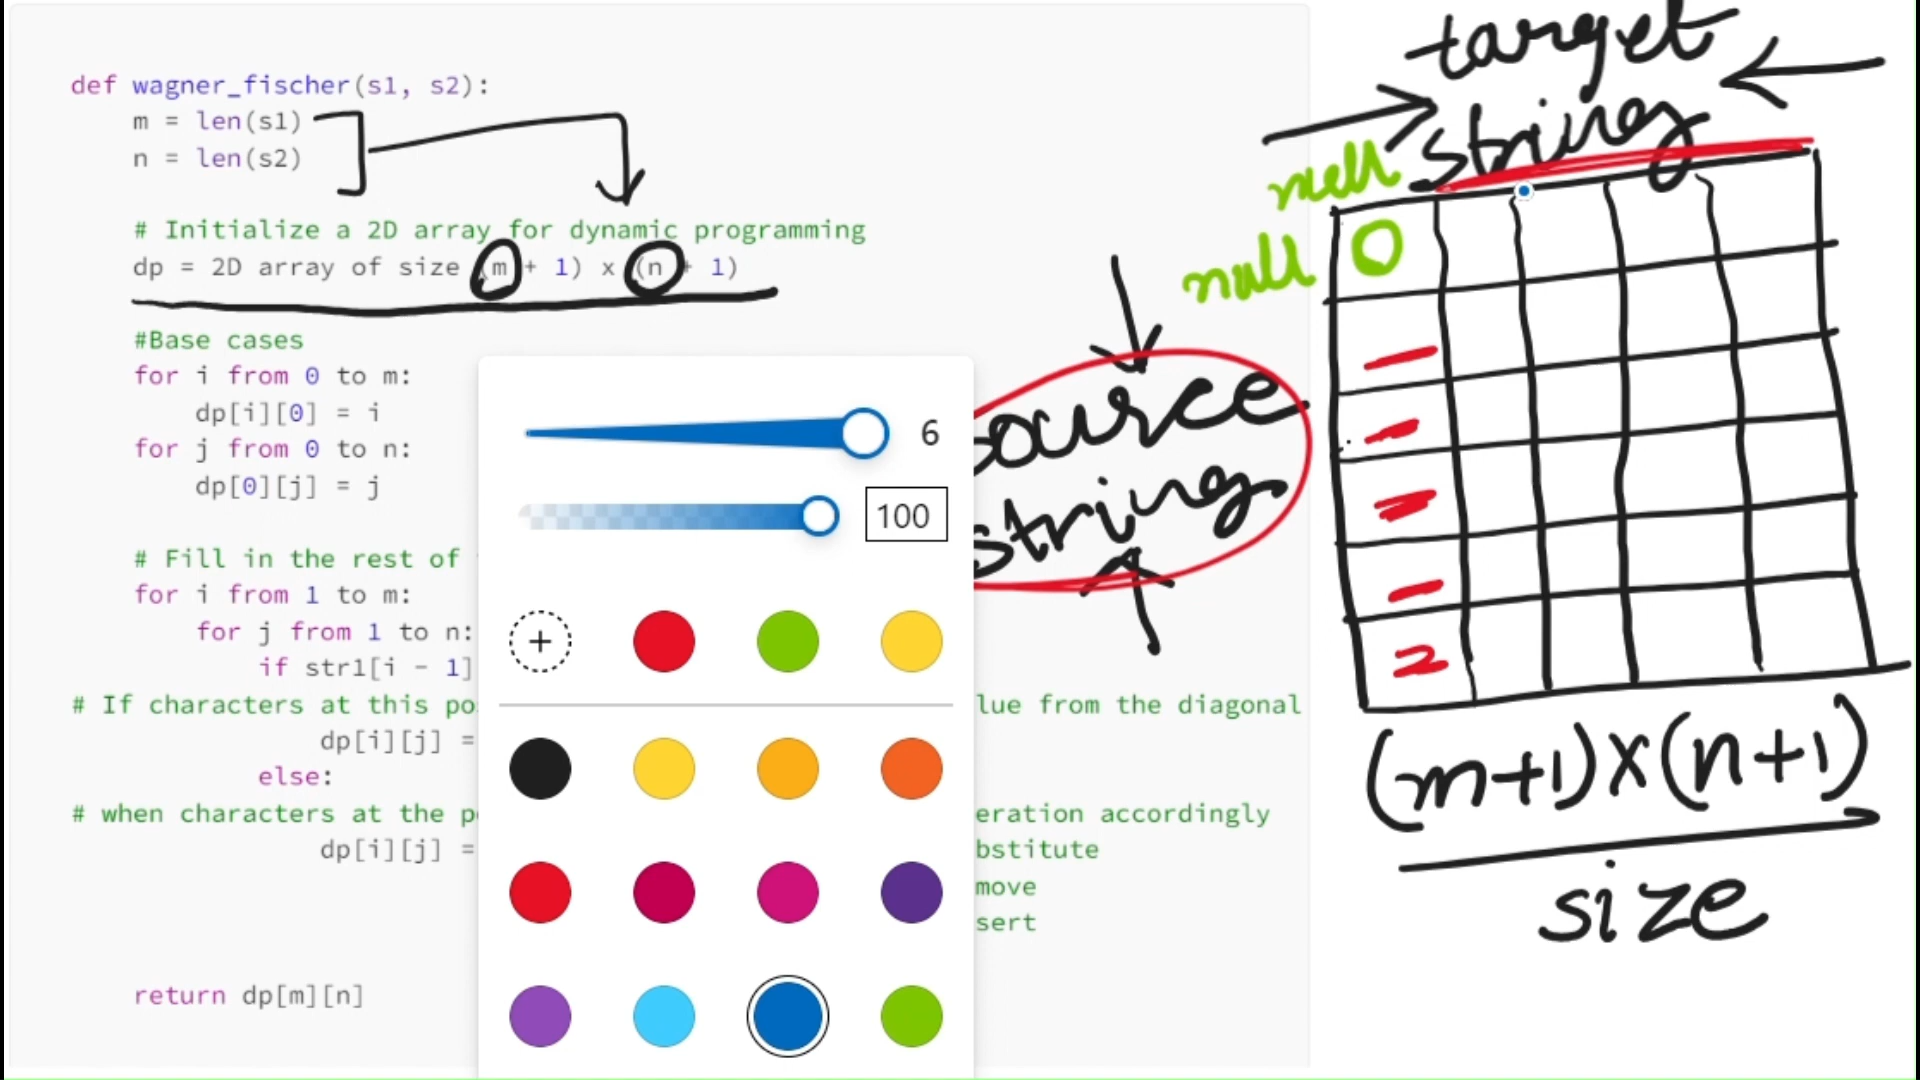 def wagner_fischer(s1, s2):
m = len(s1)
n = len(s2)
# Initialize a 2D array for dynamic programming
dp = 2D array of size (m + 1) x (n + 1)
#Base cases
for i from 0 to m:
dp[i][0] = i
for j from 0 to n:
dp[0][j] = j
# Fill in the rest of
for i from 1 to m:
for j from 1 to n:
if str1[i - 1]
# If characters at this po
lue from the diagonal
dp[i][j] =
else:
# when characters at the p
eration accordingly
dp[i][j] =
bstitute
move
sert
return dp[m][n]
6
100
+
target
string
null
null 0
source
string
(m+1)X(n+1)
size